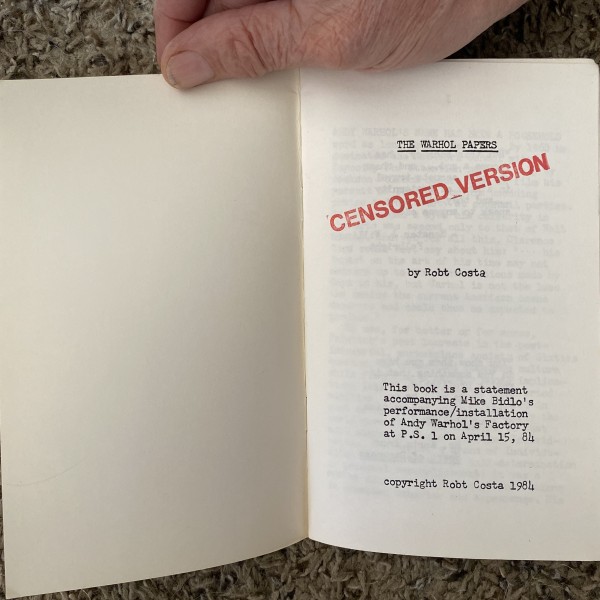 THE WARHOL PAPERS
CENSORED_VERSION
by Robt Costa
This book is a statement
accompanying Mike Bidlo's
performance/installation
of Andy Warhol's Factory
at P.S. 1 on April 15, 84
copyright Robt Costa 1984